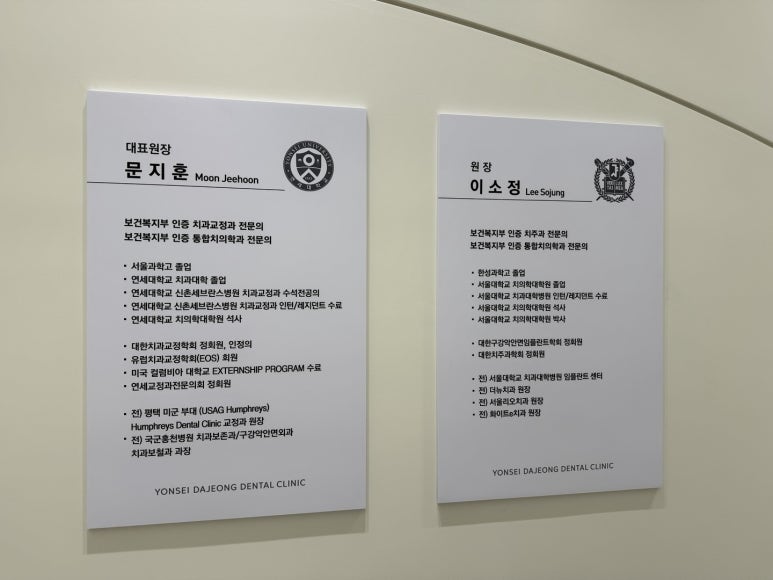 대표원장
문지훈 Moon Jeehoon
YONSEI UNIVERSITY
보건복지부 인증 치과교정과 전문의
보건복지부 인증 통합치의학과 전문의
• 서울과학고 졸업
• 연세대학교 치과대학 졸업
• 연세대학교 신촌세브란스병원 치과교정과 수석전공의
• 연세대학교 신촌세브란스병원 치과교정과 인턴/레지던트 수료
• 연세대학교 치의학대학원 석사
• 대한치과교정학회 정회원, 인정의
• 유럽치과교정학회(EOS) 회원
• 미국 컬럼비아 대학교 EXTERNSHIP PROGRAM 수료
• 연세교정과전문의회 정회원
• 전) 평택 미군 부대 (USAG Humphreys)
Humphreys Dental Clinic 교정과 원장
• 전) 국군홍천병원 치과보존과/구강악안면외과
치과보철과 과장
YONSEI DAJEONG DENTAL CLINIC
원장
이소정 Lee Sojung
보건복지부 인증 치주과 전문의
보건복지부 인증 통합치의학과 전문의
• 한성과학고 졸업
• 서울대학교 치의학대학원 졸업
• 서울대학교 치과대학병원 인턴/레지던트 수료
• 서울대학교 치의학대학원 석사
• 서울대학교 치의학대학원 박사
• 대한구강악안면임플란트학회 정회원
• 대한치주과학회 정회원
• 전) 서울대학교 치과대학병원 임플란트 센터
• 전) 더뉴치과 원장
• 전) 서울리오치과 원장
• 전) 화이트e치과 원장
YONSEI DAJEONG DENTAL CLINIC